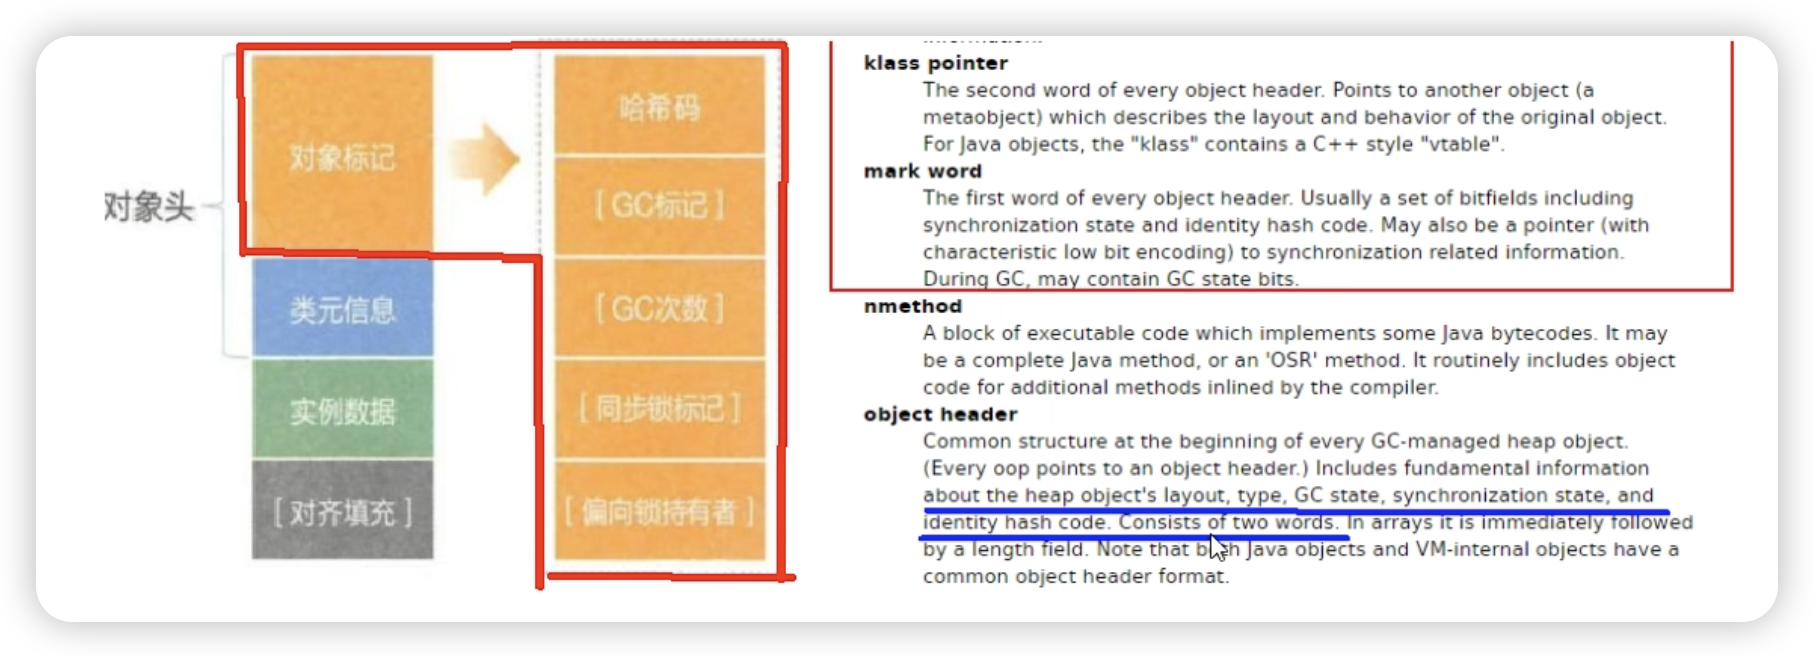 对象头
对象标记
类元信息
实例数据
[ 对齐填充 ]
哈希码
[ GC标记 ]
[ GC次数 ]
[ 同步锁标记 ]
[ 偏向锁持有者 ]
klass pointer
The second word of every object header. Points to another object (a
metaobject) which describes the layout and behavior of the original object.
For Java objects, the "klass" contains a C++ style "vtable".
mark word
The first word of every object header. Usually a set of bitfields including
synchronization state and identity hash code. May also be a pointer (with
characteristic low bit encoding) to synchronization related information.
During GC, may contain GC state bits.
nmethod
A block of executable code which implements some Java bytecodes. It may
be a complete Java method, or an 'OSR' method. It routinely includes object
code for additional methods inlined by the compiler.
object header
Common structure at the beginning of every GC-managed heap object.
(Every oop points to an object header.) Includes fundamental information
about the heap object's layout, type, GC state, synchronization state, and
identity hash code. Consists of two words. In arrays it is immediately followed
by a length field. Note that both Java objects and VM-internal objects have a
common object header format.